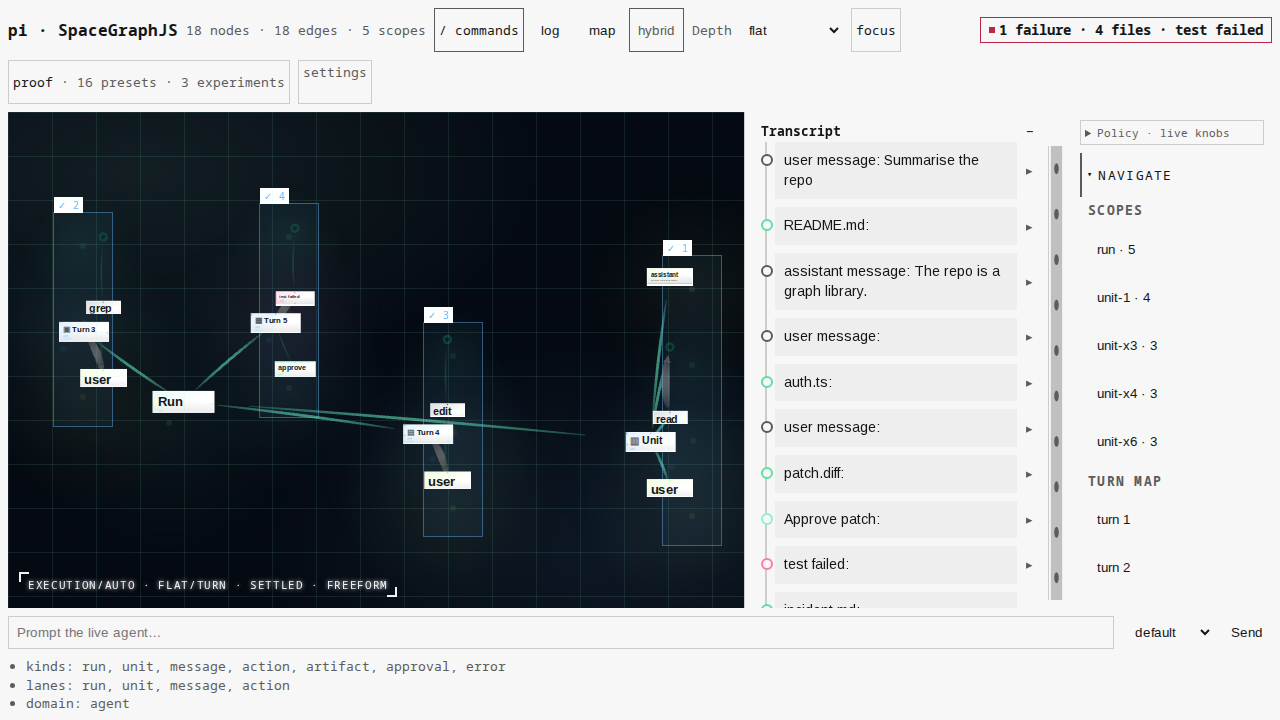 pi · SpaceGraphJS 18 nodes · 18 edges · 5 scopes / commands log map hybrid Depth flat focus 1 failure · 4 files · test failed
proof · 16 presets · 3 experiments settings
✓ 2
grep
Turn 3
user
Run
✓ 4
test failed
Turn 5
approve
✓ 3
edit
Turn 4
user
✓ 1
assistant
read
Unit
user
EXECUTION/AUTO · FLAT/TURN · SETTLED · FREEFORM
Transcript –
user message: Summarise the
repo
README.md:
assistant message: The repo is a
graph library.
user message:
auth.ts:
user message:
patch.diff:
Approve patch:
test failed:
incident.md:
Policy · live knobs
NAVIGATE
SCOPES
run · 5
unit-1 · 4
unit-x3 · 3
unit-x4 · 3
unit-x6 · 3
TURN MAP
turn 1
turn 2
Prompt the live agent… default Send
kinds: run, unit, message, action, artifact, approval, error
lanes: run, unit, message, action
domain: agent